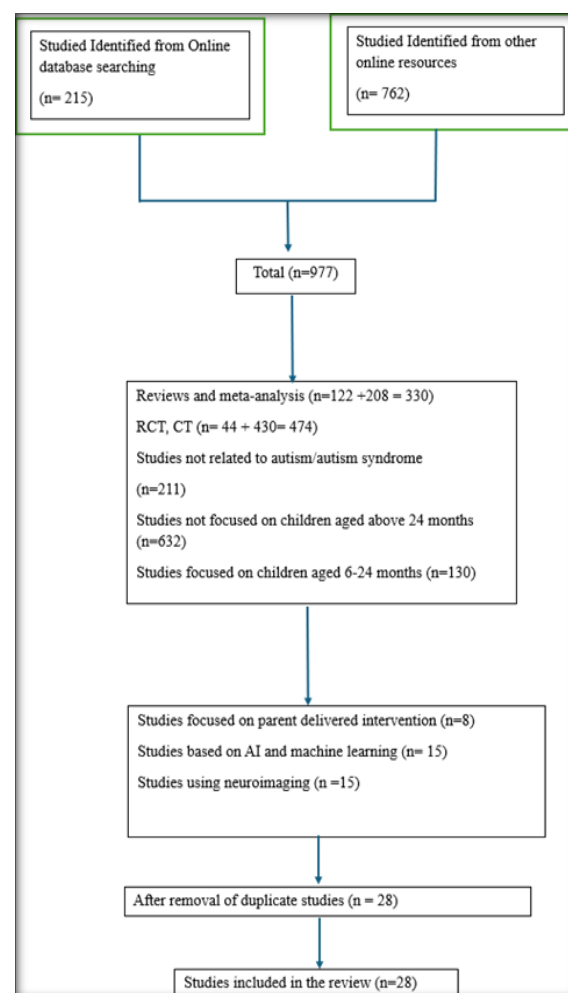 Studied Identified from Online
database searching
(n= 215)
Studied Identified from other
online resources
(n= 762)
Total (n=977)
Reviews and meta-analysis (n=122 +208 = 330)
RCT, CT (n= 44 + 430= 474)
Studies not related to autism/autism syndrome
(n=211)
Studies not focused on children aged above 24 months
(n=632)
Studies focused on children aged 6-24 months (n=130)
Studies focused on parent delivered intervention (n=8)
Studies based on AI and machine learning (n= 15)
Studies using neuroimaging (n =15)
After removal of duplicate studies (n = 28)
Studies included in the review (n=28)